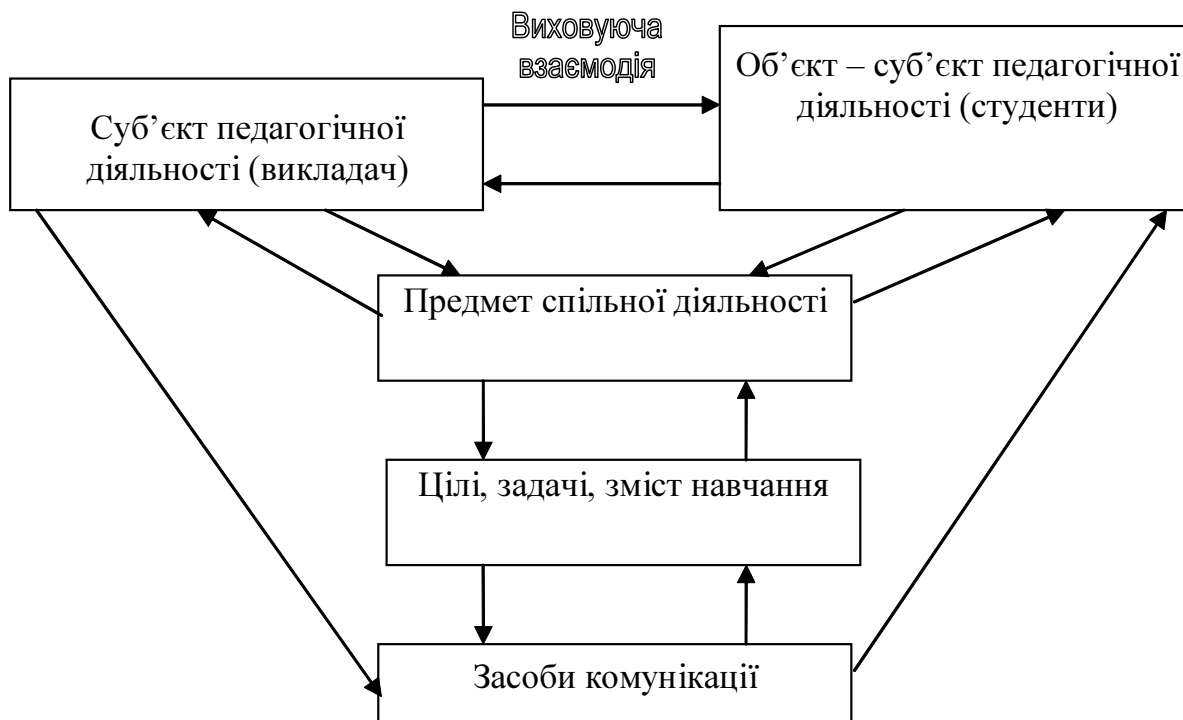 Виховуюча
взаємодія
Суб’єкт педагогічної
діяльності (викладач)
Об’єкт – суб’єкт педагогічної
діяльності (студенти)
Предмет спільної діяльності
Цілі, задачі, зміст навчання
Засоби комунікації